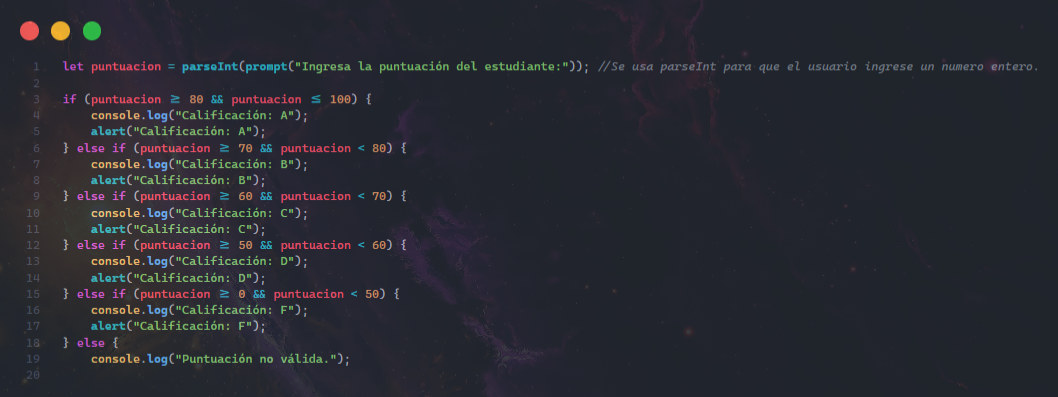 1 let puntuacion = parseInt(prompt("Ingresa la puntuación del estudiante:")); //Se usa parseInt para que el usuario ingrese un numero entero.
2
3 if (puntuacion ≥ 80 && puntuacion ≤ 100) {
4 console.log("Calificación: A");
5 alert("Calificación: A");
6 } else if (puntuacion ≥ 70 && puntuacion < 80) {
7 console.log("Calificación: B");
8 alert("Calificación: B");
9 } else if (puntuacion ≥ 60 && puntuacion < 70) {
10 console.log("Calificación: C");
11 alert("Calificación: C");
12 } else if (puntuacion ≥ 50 && puntuacion < 60) {
13 console.log("Calificación: D");
14 alert("Calificación: D");
15 } else if (puntuacion ≥ 0 && puntuacion < 50) {
16 console.log("Calificación: F");
17 alert("Calificación: F");
18 } else {
19 console.log("Puntuación no válida.");
20